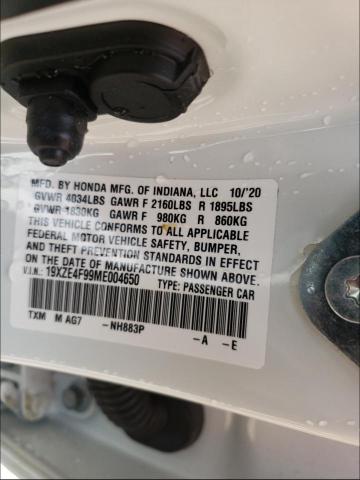 MFD. BY HONDA MFG. OF INDIANA, LLC 10/'20
GVWR 4034LBS GAWR F 2160LBS R 1895LBS
GVWR 1830KG GAWR F 980KG R 860KG
THIS VEHICLE CONFORMS TO ALL APPLICABLE
FEDERAL MOTOR VEHICLE SAFETY, BUMPER,
AND THEFT PREVENTION STANDARDS IN EFFECT
ON THE DATE OF MANUFACTURE SHOWN ABOVE.
V.I.N: 19XZE4F99ME004650 TYPE: PASSENGER CAR
TXM M AG7 -NH883P -A -E